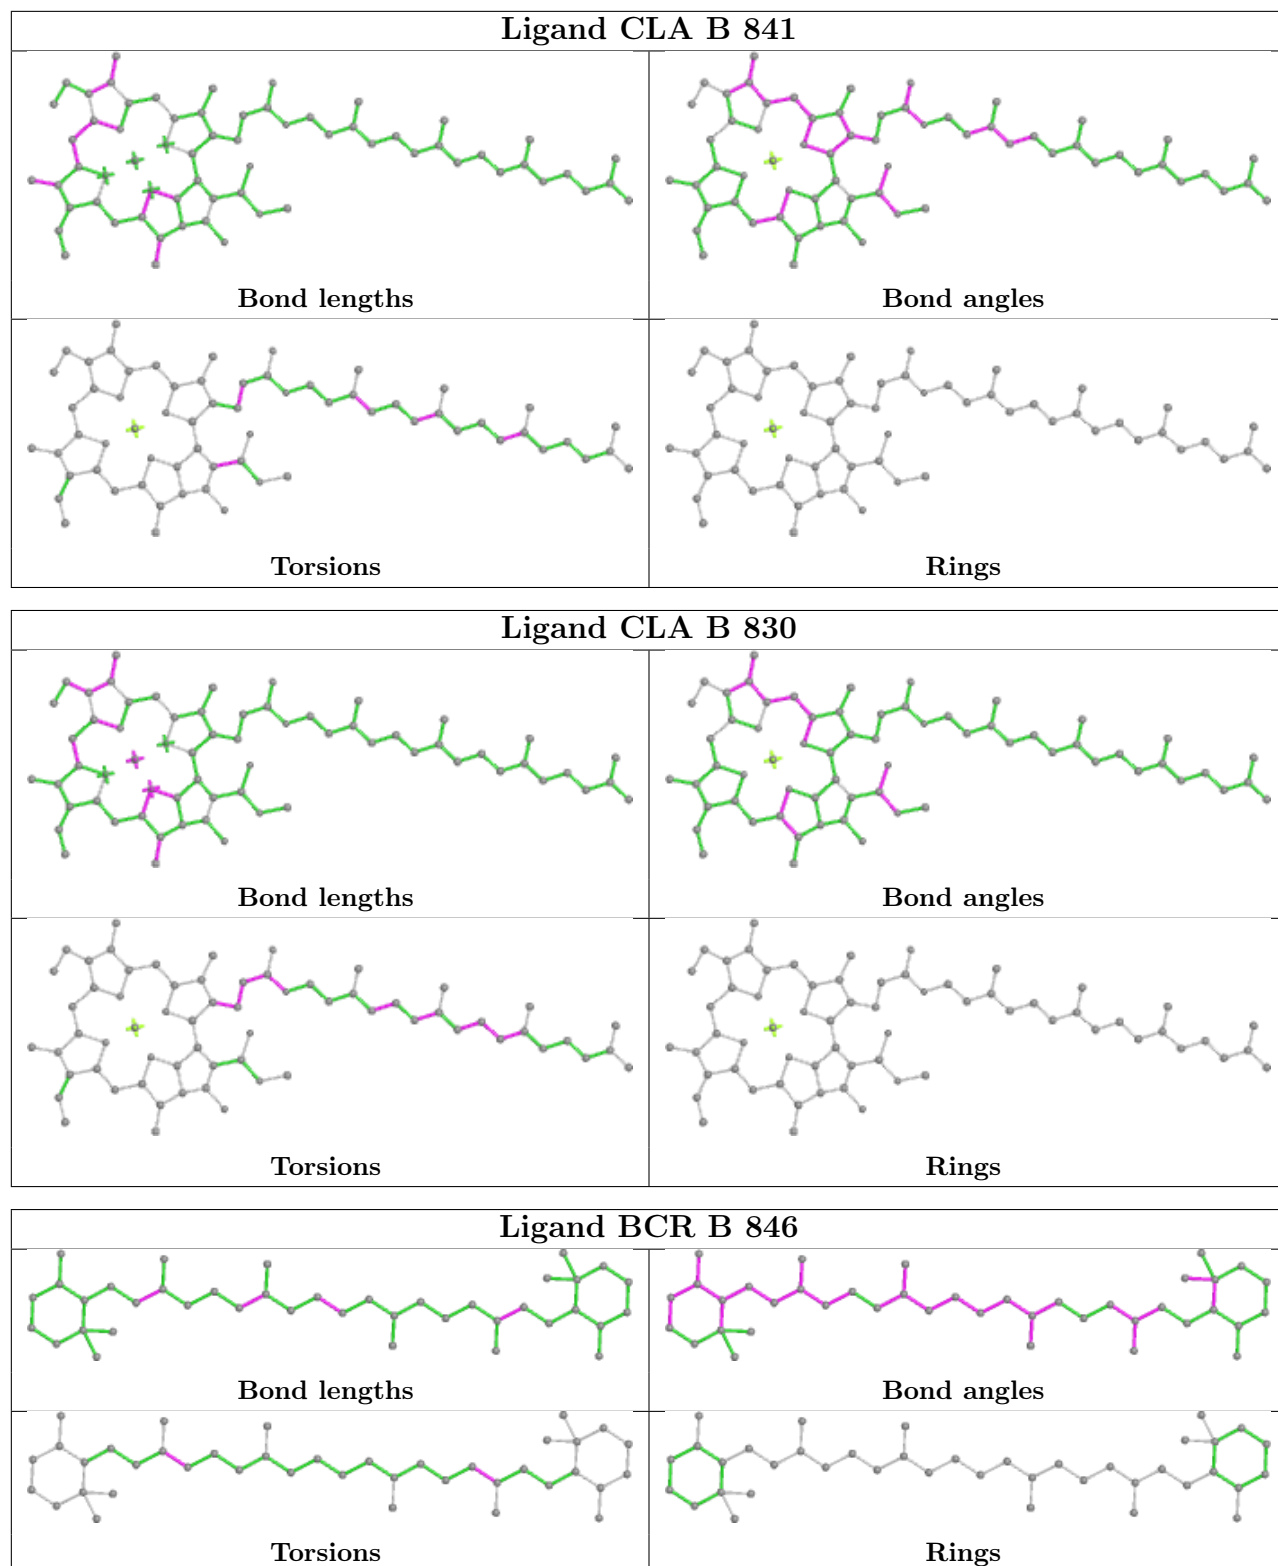 Ligand CLA B 841
Bond lengths
Bond angles
Torsions
Rings
Ligand CLA B 830
Bond lengths
Bond angles
Torsions
Rings
Ligand BCR B 846
Bond lengths
Bond angles
Torsions
Rings